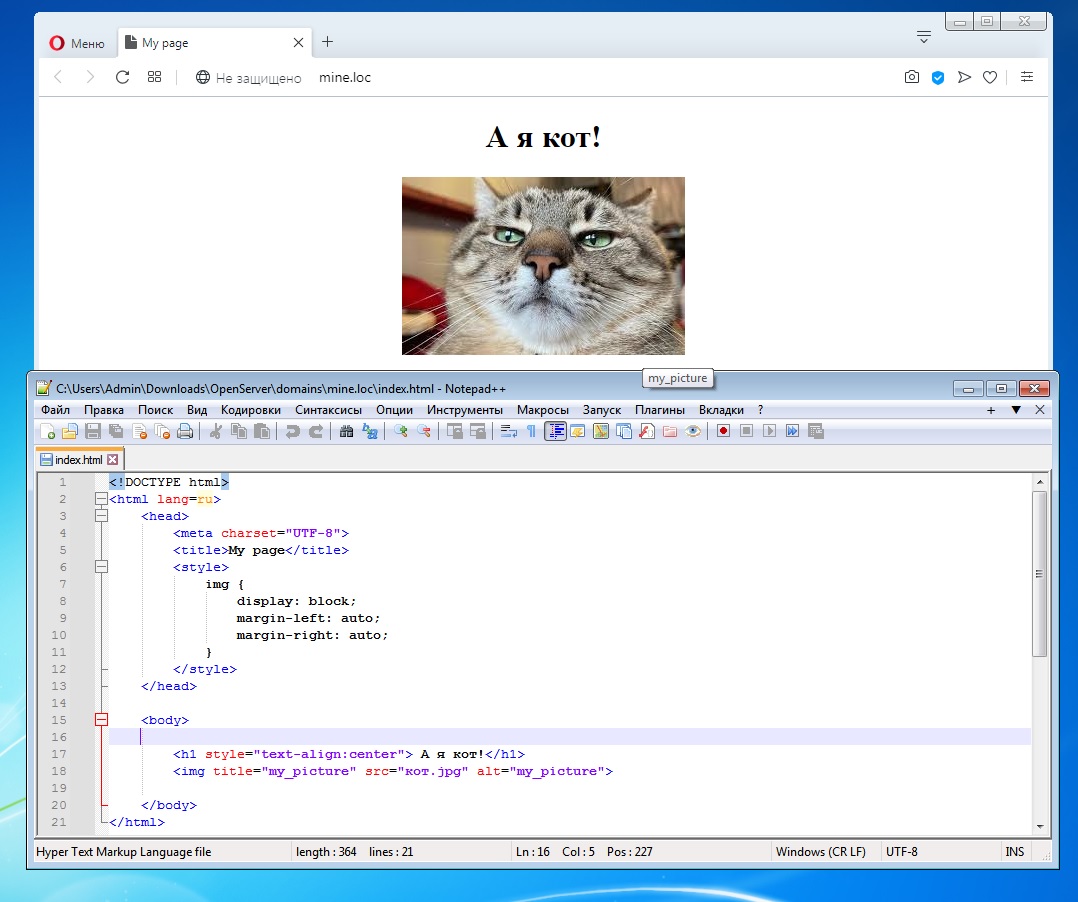 Меню My page
Не защищено mine.loc
А я кот!
my_picture
C:\Users\Admin\Downloads\OpenServer\domains\mine.loc\index.html - Notepad++
Файл Правка Поиск Вид Кодировки Синтаксисы Опции Инструменты Макросы Запуск Плагины Вкладки ? + ▼ X
index.html
1 <!DOCTYPE html>
2 <html lang=ru>
3 <head>
4 <meta charset="UTF-8">
5 <title>My page</title>
6 <style>
7 img {
8 display: block;
9 margin-left: auto;
10 margin-right: auto;
11 }
12 </style>
13 </head>
14
15 <body>
16
17 <h1 style="text-align:center"> А я кот!</h1>
18 <img title="my_picture" src="кот.jpg" alt="my_picture">
19
20 </body>
21 </html>
Hyper Text Markup Language file length : 364 lines : 21 Ln : 16 Col : 5 Pos : 227 Windows (CR LF) UTF-8 INS